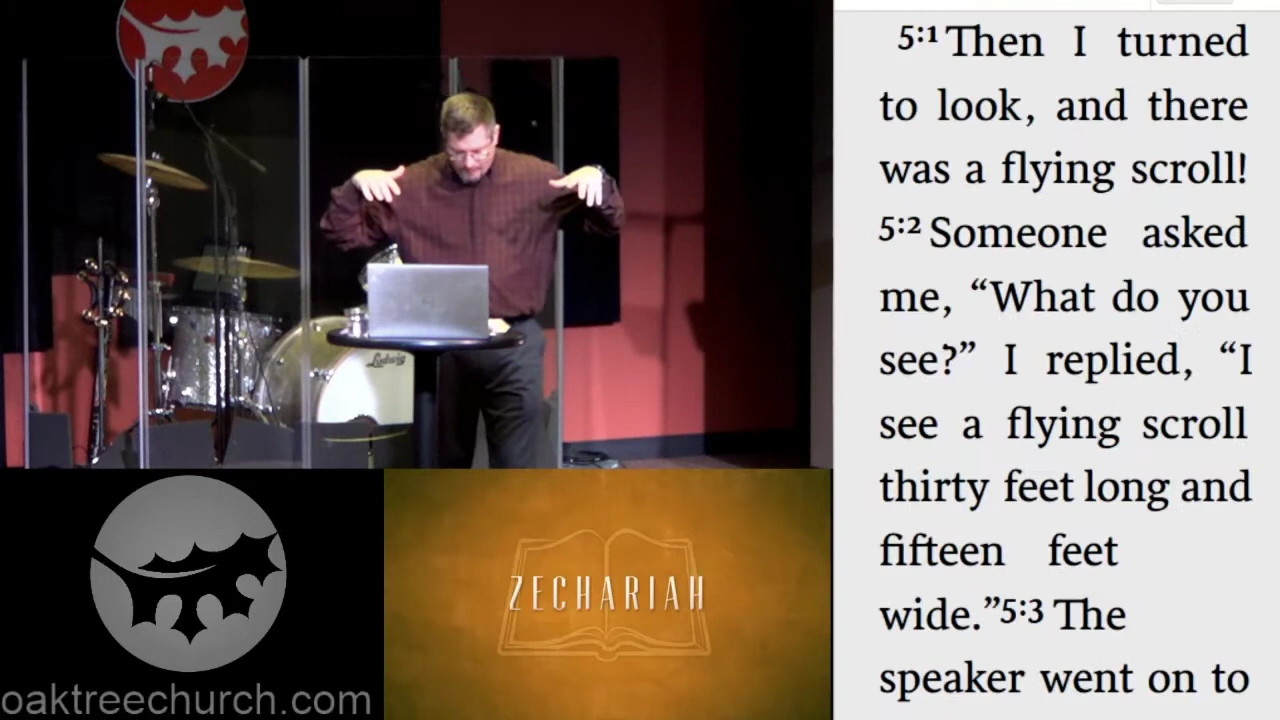 5:1 Then I turned
to look, and there
was a flying scroll!
5:2 Someone asked
me, “What do you
see?” I replied, “I
see a flying scroll
thirty feet long and
fifteen feet
wide.”5:3 The
speaker went on to
Ludwig
ZECHARIAH
oaktreechurch.com